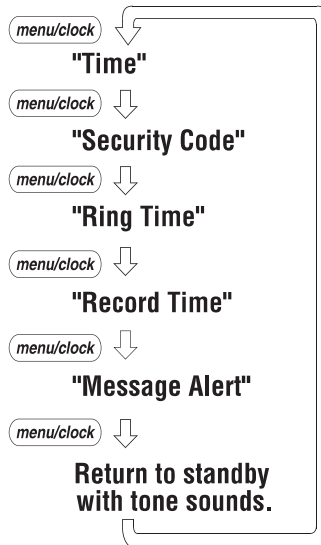 menu/clock
"Time"
menu/clock
"Security Code"
menu/clock
"Ring Time"
menu/clock
"Record Time"
menu/clock
"Message Alert"
menu/clock
Return to standby
with tone sounds.